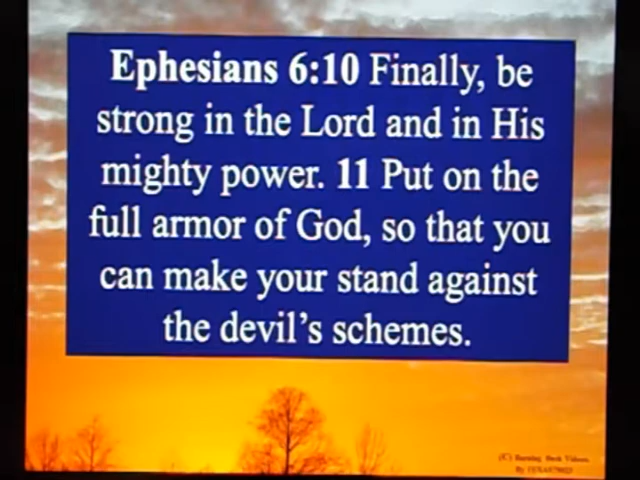 Ephesians 6:10 Finally, be
strong in the Lord and in His
mighty power. 11 Put on the
full armor of God, so that you
can make your stand against
the devil’s schemes.
(C)
By